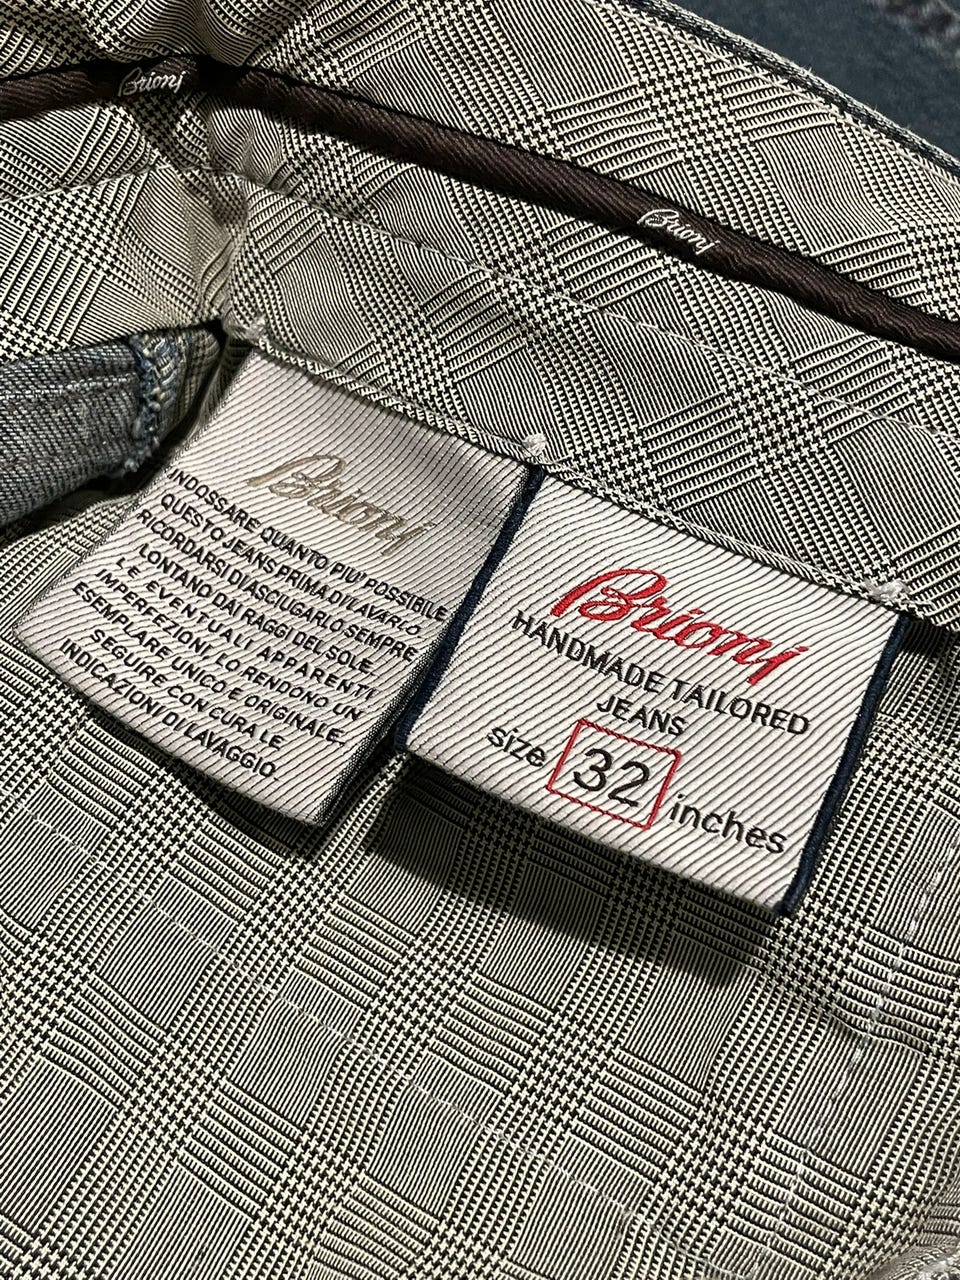 Brioni
Brioni
Brioni
INDOSSARE QUANTO PIU' POSSIBILE
QUESTO JEANS PRIMA DI LAVARLO
RICORDARSI DI ASCIUGARLO SEMPRE
LONTANO DAI RAGGI DEL SOLE
LE EVENTUALI APPARENTI
IMPERFEZIONI, LO RENDONO UN
ESEMPLARE UNICO E ORIGINALE.
SEGUIRE CON CURA LE
INDICAZIONI DI LAVAGGIO.
Brioni
HANDMADE TAILORED
JEANS
size 32 inches